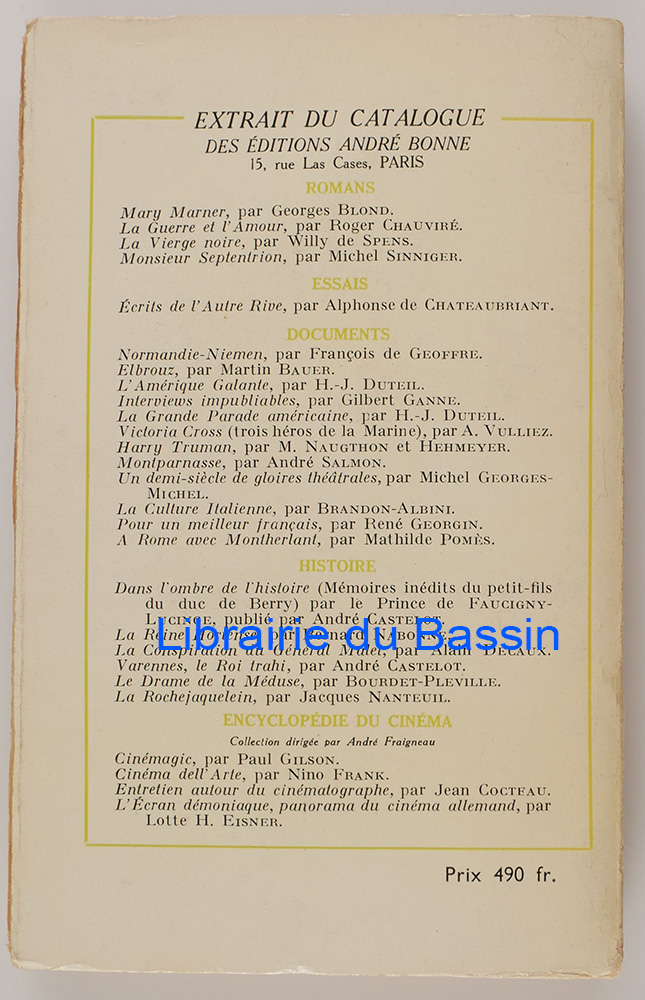 EXTRAIT DU CATALOGUE
DES ÉDITIONS ANDRÉ BONNE
15, rue Las Cases, PARIS
ROMANS
Mary Marner, par Georges BLOND.
La Guerre et l'Amour, par Roger CHAUVIRÉ.
La Vierge noire, par Willy de SPENS.
Monsieur Septentrion, par Michel SINNIGER.
ESSAIS
Écrits de l'Autre Rive, par Alphonse de CHATEAUBRIANT.
DOCUMENTS
Normandie-Niemen, par François de GEOFFRE.
Elbrouz, par Martin BAUER.
L'Amérique Galante, par H.-J. DUTEIL.
Interviews impubliables, par Gilbert GANNE.
La Grande Parade américaine, par H.-J. DUTEIL.
Victoria Cross (trois héros de la Marine), par A. VULLIEZ.
Harry Truman, par M. NAUGTHON et HEHMEYER.
Montparnasse, par André SALMON.
Un demi-siècle de gloires théâtrales, par Michel GEORGES-
MICHEL.
La Culture Italienne, par BRANDON-ALBINI.
Pour un meilleur français, par René GEORGIN.
A Rome avec Montherlant, par Mathilde POMÈS.
HISTOIRE
Dans l'ombre de l'histoire (Mémoires inédits du petit-fils
du duc de Berry) par le Prince de FAUCIGNY-
LUCINGE, publié par André CASTELOT.
La Reine Hortense, par Bernard NABONNE.
Librairie du Bassin
La Conspiration du Général Malet, par Alain DECAUX.
Varennes, le Roi trahi, par André CASTELOT.
Le Drame de la Méduse, par BOURDET-PLEVILLE.
La Rochejaquelein, par Jacques NANTEUIL.
ENCYCLOPÉDIE DU CINÉMA
Collection dirigée par André Fraigneau
Cinémagic, par Paul GILSON.
Cinéma dell'Arte, par Nino FRANK.
Entretien autour du cinématographe, par Jean COCTEAU.
L'Écran démoniaque, panorama du cinéma allemand, par
Lotte H. EISNER.
Prix 490 fr.